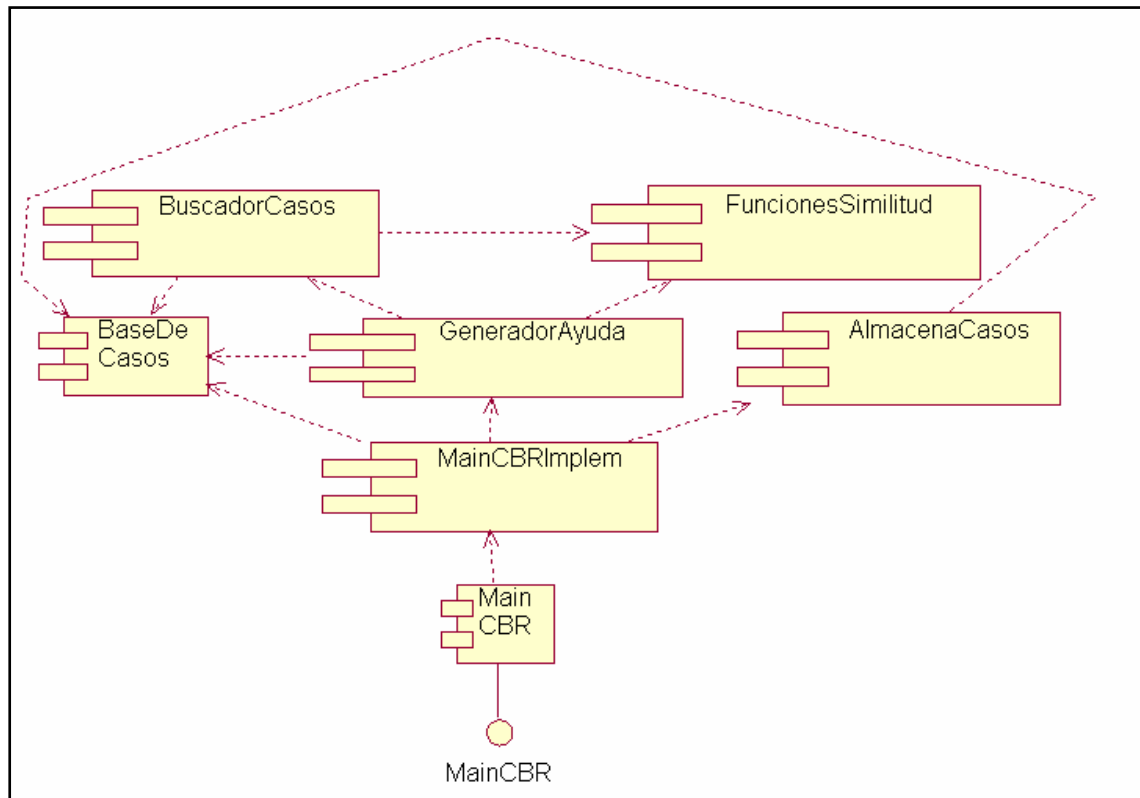 BuscadorCasos
FuncionesSimilitud
BaseDe
Casos
GeneradorAyuda
AlmacenaCasos
MainCBRImplem
Main
CBR
MainCBR